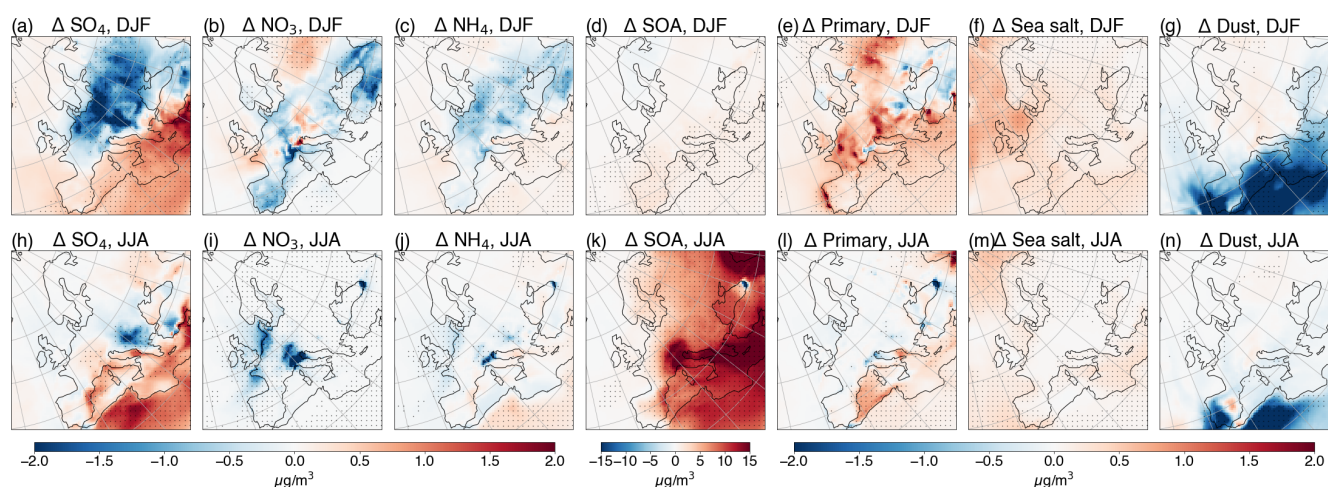 (a) Δ SO₄, DJF (b) Δ NO₃, DJF (c) Δ NH₄, DJF (d) Δ SOA, DJF (e) Δ Primary, DJF (f) Δ Sea salt, DJF (g) Δ Dust, DJF
(h) Δ SO₄, JJA (i) Δ NO₃, JJA (j) Δ NH₄, JJA (k) Δ SOA, JJA (l) Δ Primary, JJA (m) Δ Sea salt, JJA (n) Δ Dust, JJA
−2.0 −1.5 −1.0 −0.5 0.0 0.5 1.0 1.5 2.0 −15 −10 −5 0 5 10 15 −2.0 −1.5 −1.0 −0.5 0.0 0.5 1.0 1.5 2.0
μg/m³ μg/m³ μg/m³